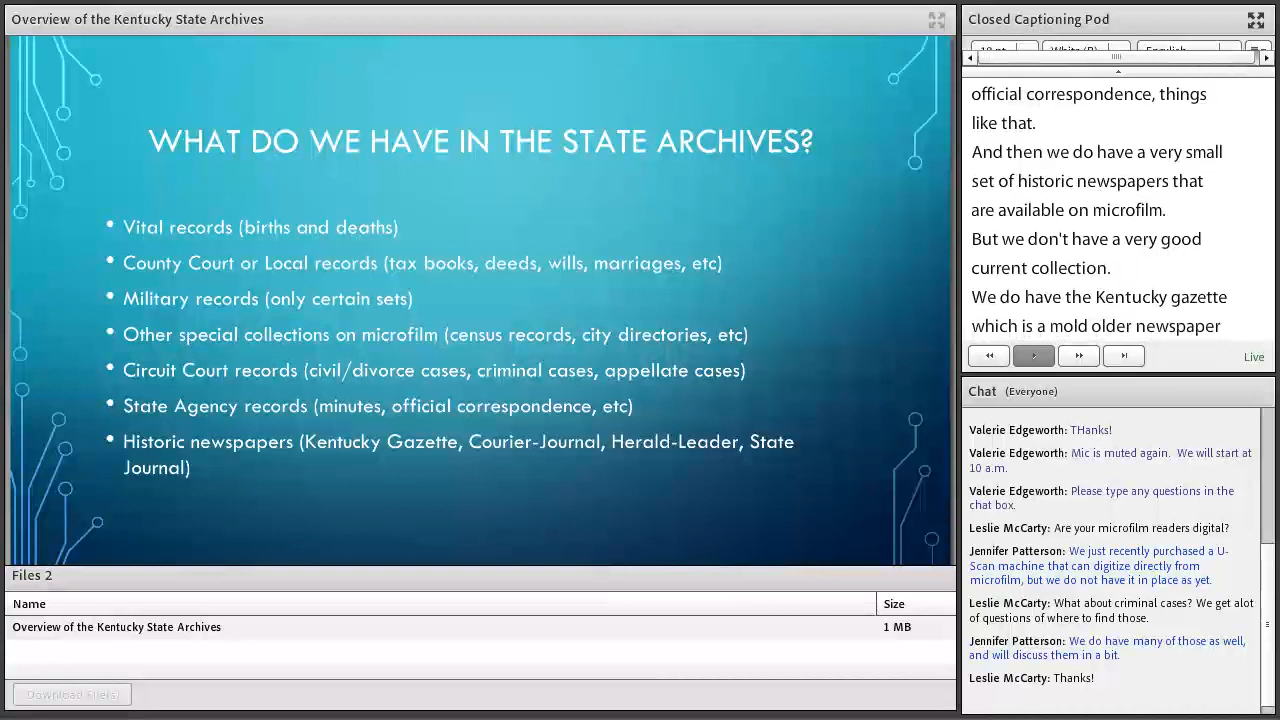 Overview of the Kentucky State Archives
WHAT DO WE HAVE IN THE STATE ARCHIVES?
• Vital records (births and deaths)
• County Court or Local records (tax books, deeds, wills, marriages, etc)
• Military records (only certain sets)
• Other special collections on microfilm (census records, city directories, etc)
• Circuit Court records (civil/divorce cases, criminal cases, appellate cases)
• State Agency records (minutes, official correspondence, etc)
• Historic newspapers (Kentucky Gazette, Courier-Journal, Herald-Leader, State
Journal)
Files 2
Name Size
Overview of the Kentucky State Archives 1 MB
Download File(s)
Closed Captioning Pod
English
official correspondence, things
like that.
And then we do have a very small
set of historic newspapers that
are available on microfilm.
But we don't have a very good
current collection.
We do have the Kentucky gazette
which is a mold older newspaper
Live
Chat (Everyone)
Valerie Edgeworth: THanks!
Valerie Edgeworth: Mic is muted again. We will start at
10 a.m.
Valerie Edgeworth: Please type any questions in the
chat box.
Leslie McCarty: Are your microfilm readers digital?
Jennifer Patterson: We just recently purchased a U-
Scan machine that can digitize directly from
microfilm, but we do not have it in place as yet.
Leslie McCarty: What about criminal cases? We get alot
of questions of where to find those.
Jennifer Patterson: We do have many of those as well,
and will discuss them in a bit.
Leslie McCarty: Thanks!